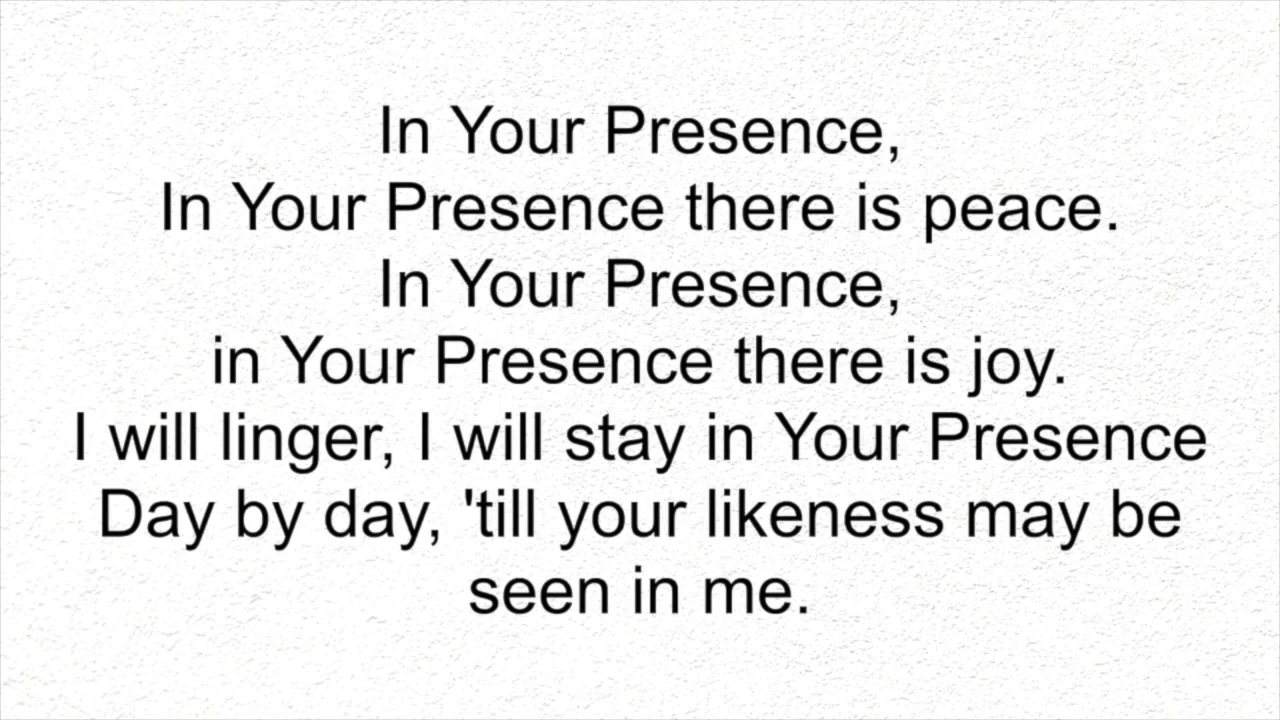 In Your Presence,
In Your Presence there is peace.
In Your Presence,
in Your Presence there is joy.
I will linger, I will stay in Your Presence
Day by day, 'till your likeness may be
seen in me.